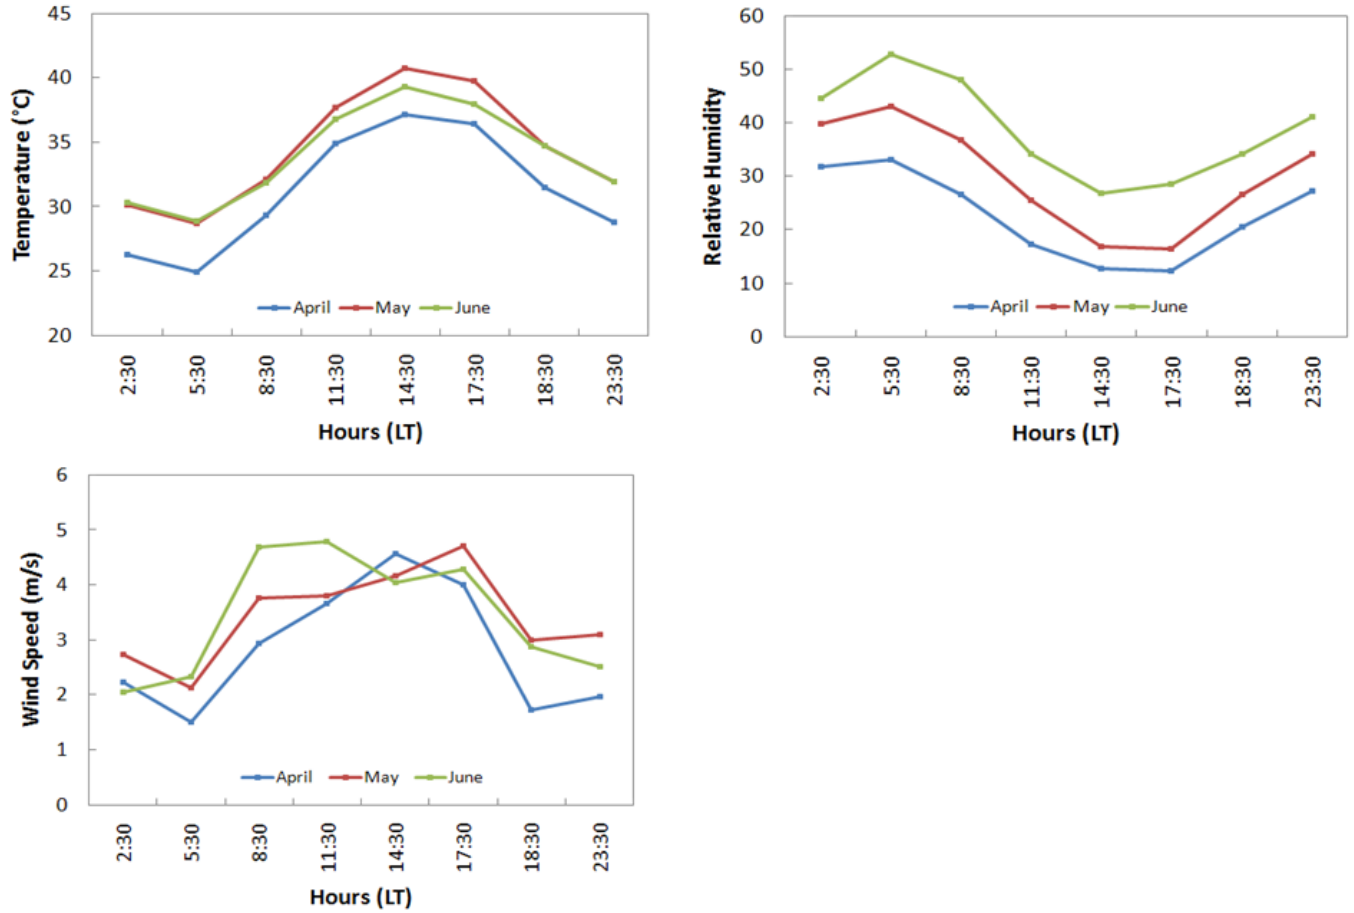 45
40
35
30
25
20
Temperature (°C)
April May June
2:30 5:30 8:30 11:30 14:30 17:30 18:30 23:30
Hours (LT)
60
50
40
30
20
10
0
Relative Humidity
April May June
2:30 5:30 8:30 11:30 14:30 17:30 18:30 23:30
Hours (LT)
6
5
4
3
2
1
0
Wind Speed (m/s)
April May June
2:30 5:30 8:30 11:30 14:30 17:30 18:30 23:30
Hours (LT)